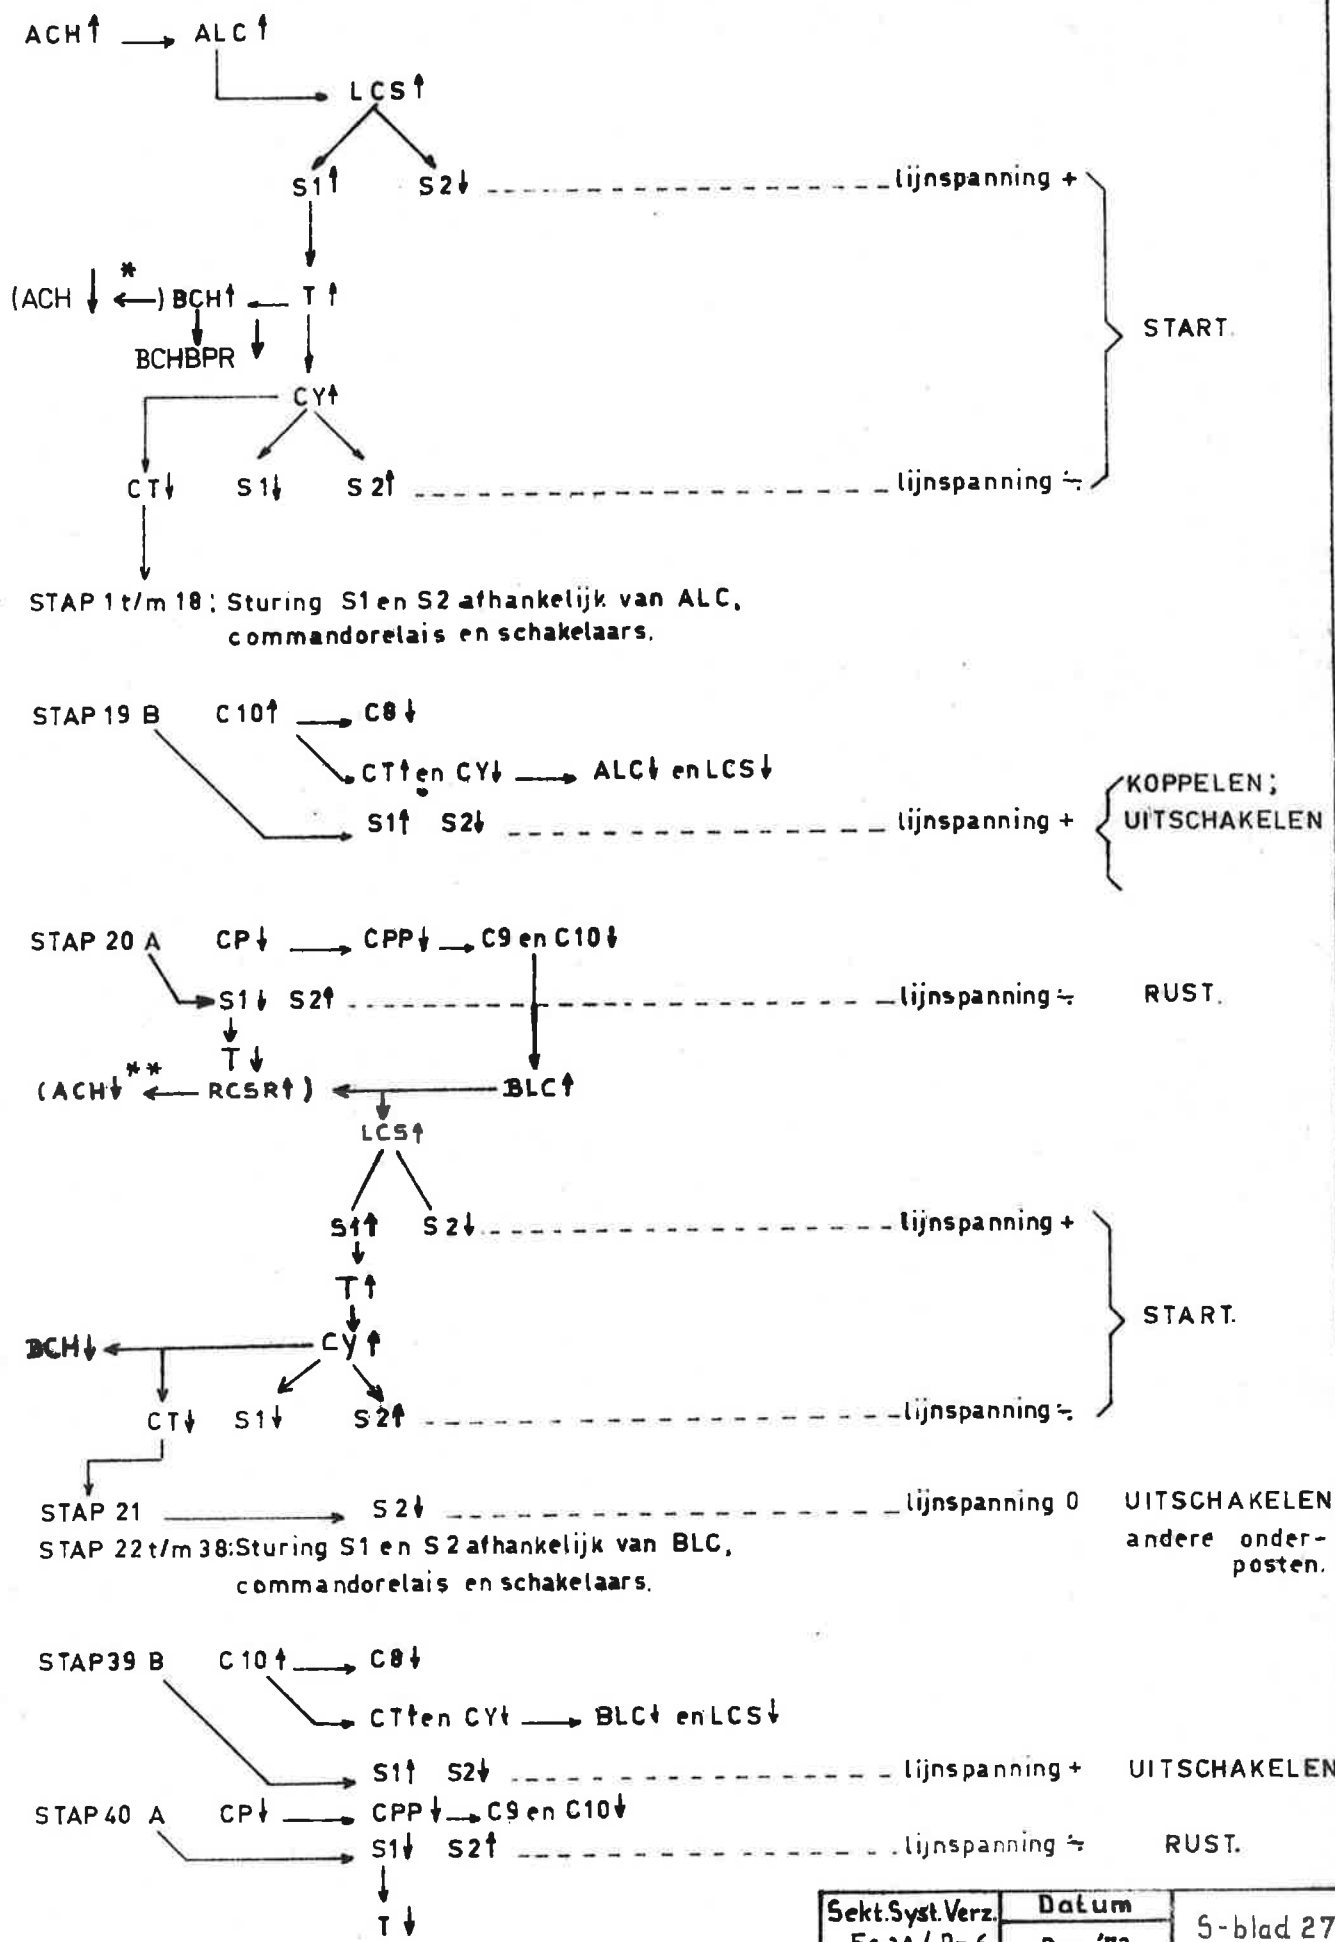 ACH↑ → ALC↑
LCS↑
S1↑ S2↓ lijnspanning +
(ACH ↓ * ←) BCH↑ ← T↑
START.
BCHBPR ↓
CY↑
CT↓ S1↓ S2↑ lijnspanning ÷
STAP 1 t/m 18: Sturing S1 en S2 afhankelijk van ALC,
commandorelais en schakelaars.
STAP 19 B C10↑ → C8↓
CT↑ en CY↓ → ALC↓ en LCS↓
KOPPELEN;
S1↑ S2↓ lijnspanning + UITSCHAKELEN
STAP 20 A CP↓ → CPP↓ → C9 en C10↓
S1↓ S2↑ lijnspanning ÷ RUST.
T↓
(ACH↓ ** ← RCSR↑) ← BLC↑
LCS↑
S1↑ S2↓ lijnspanning +
T↑
START.
BCH↓ ← CY↑
CT↓ S1↓ S2↑ lijnspanning ÷
STAP 21 → S2↓ lijnspanning 0 UITSCHAKELEN
andere onder-
posten.
STAP 22 t/m 38: Sturing S1 en S2 afhankelijk van BLC,
commandorelais en schakelaars.
STAP 39 B C10↑ → C8↓
CT↑ en CY↓ → BLC↓ en LCS↓
S1↑ S2↓ lijnspanning + UITSCHAKELEN
STAP 40 A CP↓ → CPP↓ → C9 en C10↓
S1↓ S2↑ lijnspanning ÷ RUST.
T↓
Sekt.Syst.Verz. Datum S-blad 27